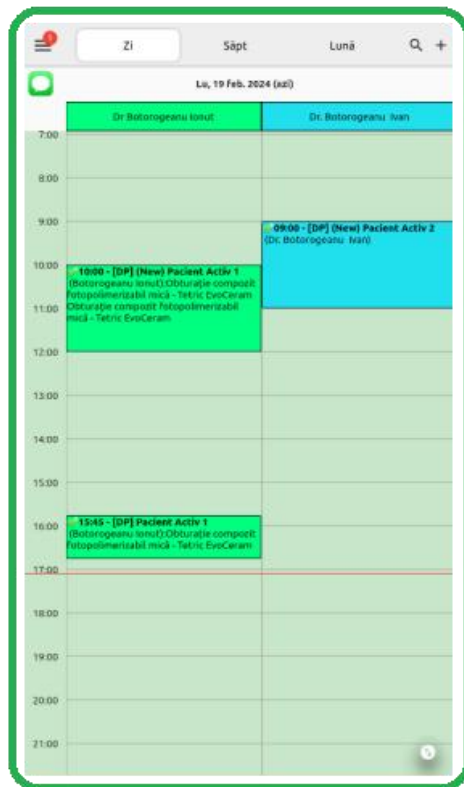 1
Zi Săpt Lună
Lu, 19 feb. 2024 (azi)
Dr Botorogeanu Ionut Dr. Botorogeanu Ivan
7:00
8:00
9:00
09:00 - [DP] (New) Pacient Activ 2
(Dr. Botorogeanu Ivan)
10:00
10:00 - [DP] (New) Pacient Activ 1
(Botorogeanu Ionut):Obturație compozit
fotopolimerizabil mică - Tetric EvoCeram
Obturație compozit fotopolimerizabil
mică - Tetric EvoCeram
11:00
12:00
13:00
14:00
15:00
15:45 - [DP] Pacient Activ 1
(Botorogeanu Ionut):Obturație compozit
fotopolimerizabil mică - Tetric EvoCeram
16:00
17:00
18:00
19:00
20:00
21:00